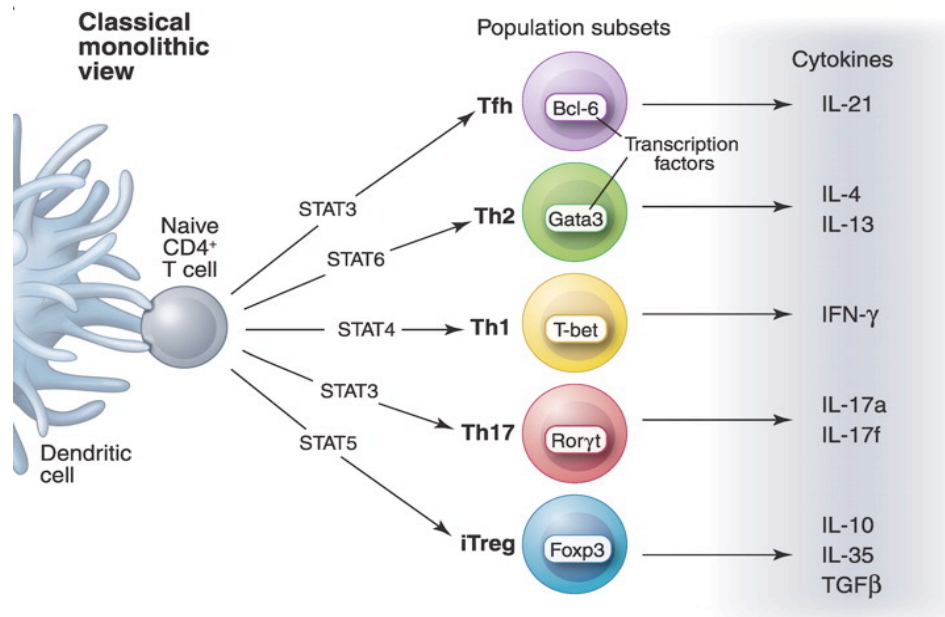 Classical
monolithic
view
Population subsets
Cytokines
Tfh
Bcl-6
IL-21
Transcription
factors
STAT3
Th2
Gata3
IL-4
IL-13
Naive
CD4⁺
T cell
STAT6
STAT4
Th1
T-bet
IFN-γ
STAT3
Th17
Rorγt
IL-17a
IL-17f
STAT5
Dendritic
cell
iTreg
Foxp3
IL-10
IL-35
TGFβ